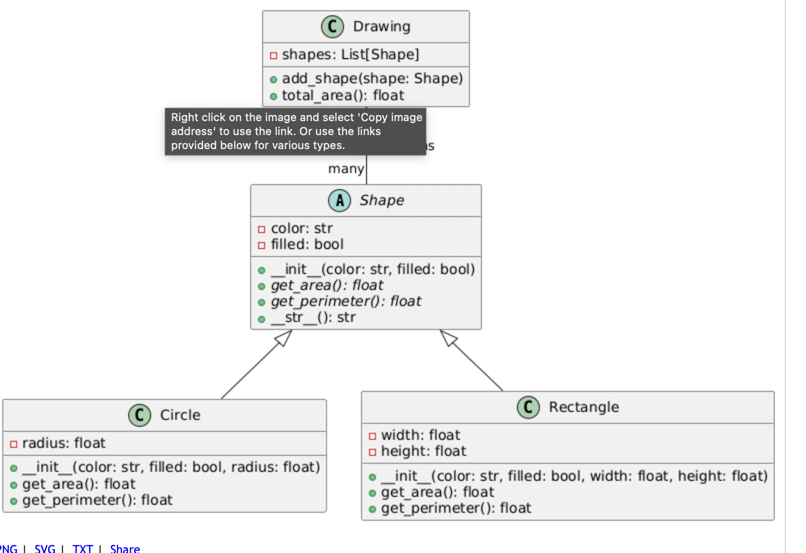 C Drawing
shapes: List[Shape]
add_shape(shape: Shape)
total_area(): float
Right click on the image and select 'Copy image
address' to use the link. Or use the links
provided below for various types.
many
A Shape
color: str
filled: bool
__init__(color: str, filled: bool)
get_area(): float
get_perimeter(): float
__str__(): str
C Circle
radius: float
__init__(color: str, filled: bool, radius: float)
get_area(): float
get_perimeter(): float
C Rectangle
width: float
height: float
__init__(color: str, filled: bool, width: float, height: float)
get_area(): float
get_perimeter(): float
PNG | SVG | TXT | Share